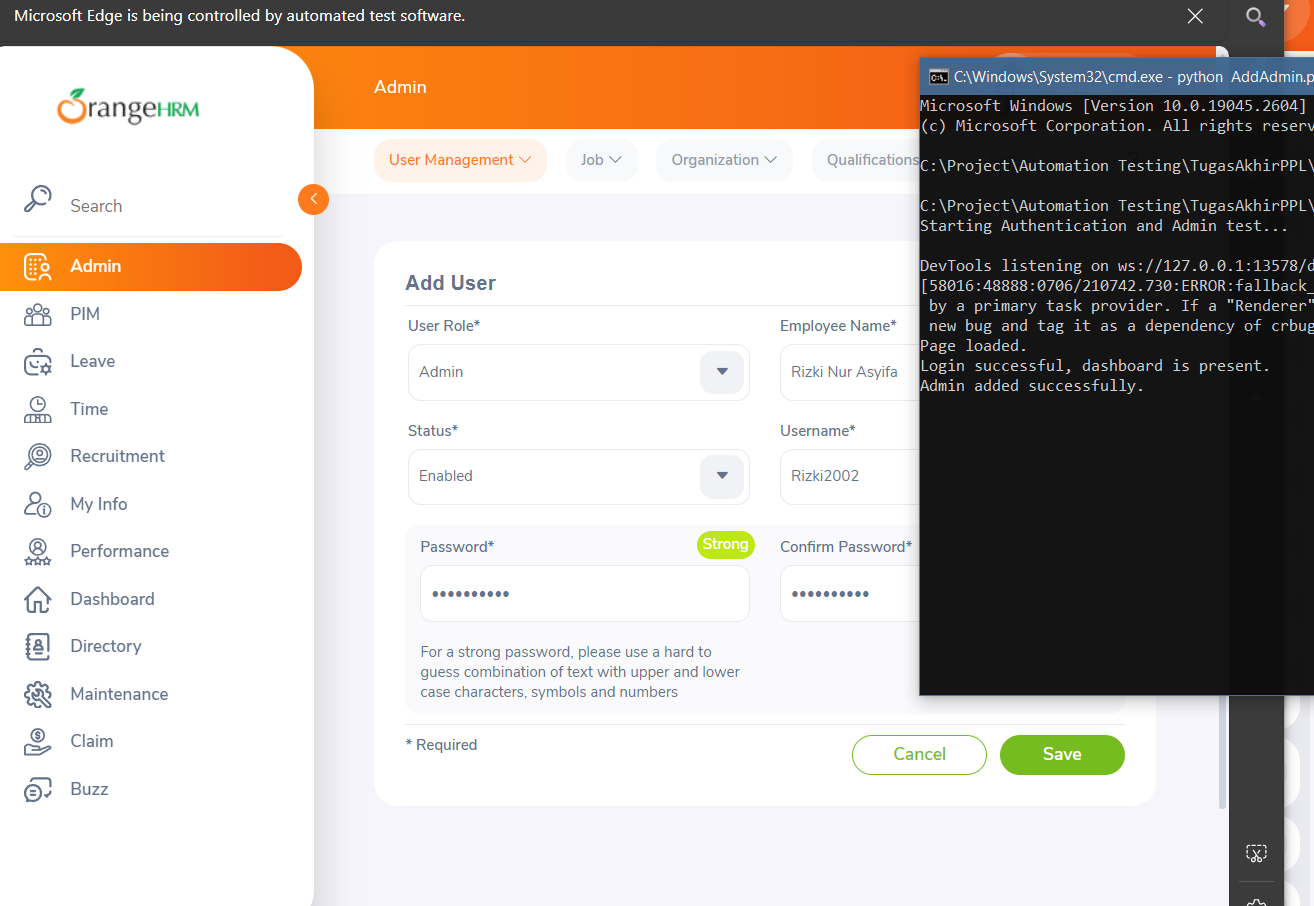 Microsoft Edge is being controlled by automated test software.
OrangeHRM
Search
Admin
PIM
Leave
Time
Recruitment
My Info
Performance
Dashboard
Directory
Maintenance
Claim
Buzz
Admin
User Management
Job
Organization
Qualifications
Add User
User Role*
Employee Name*
Admin
Rizki Nur Asyifa
Status*
Username*
Enabled
Rizki2002
Password*
Strong
Confirm Password*
••••••••••
••••••••••
For a strong password, please use a hard to
guess combination of text with upper and lower
case characters, symbols and numbers
* Required
Cancel
Save
C:\Windows\System32\cmd.exe - python AddAdmin.p
Microsoft Windows [Version 10.0.19045.2604]
(c) Microsoft Corporation. All rights reserv
C:\Project\Automation Testing\TugasAkhirPPL\
C:\Project\Automation Testing\TugasAkhirPPL\
Starting Authentication and Admin test...
DevTools listening on ws://127.0.0.1:13578/d
[58016:48888:0706/210742.730:ERROR:fallback_
by a primary task provider. If a "Renderer"
new bug and tag it as a dependency of crbug
Page loaded.
Login successful, dashboard is present.
Admin added successfully.